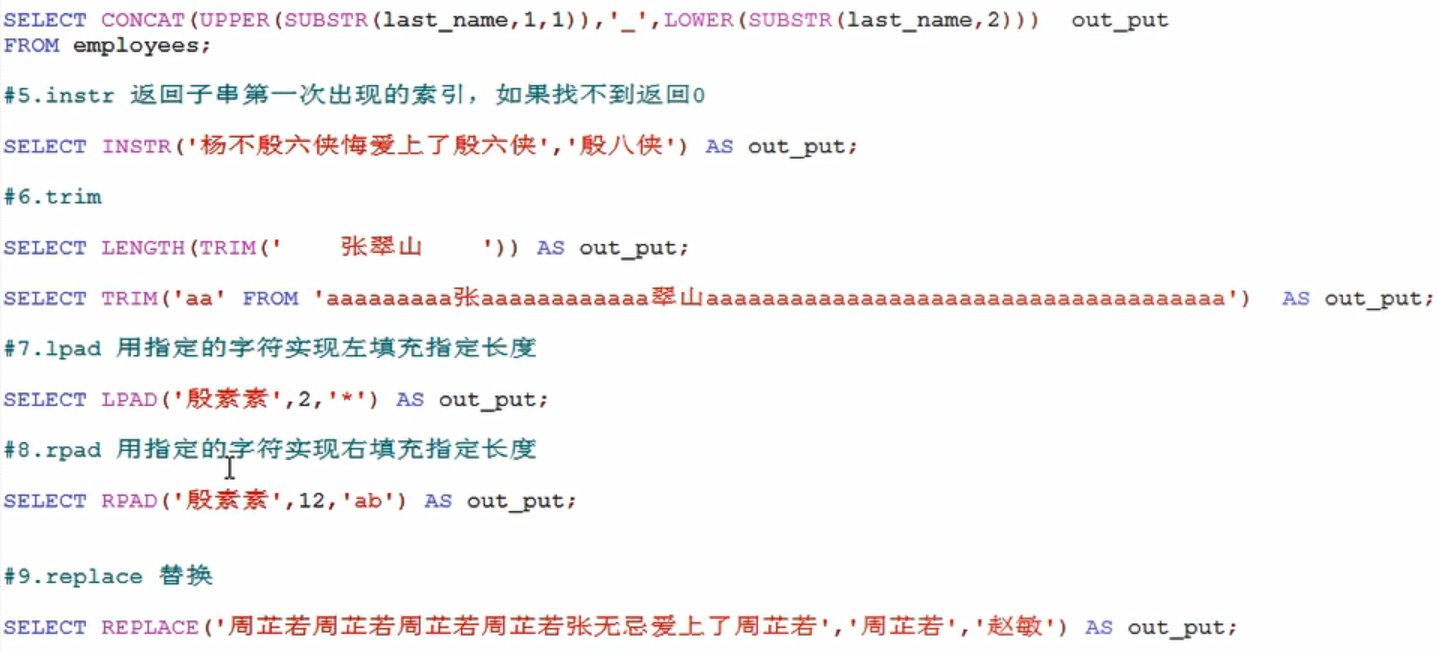 SELECT CONCAT(UPPER(SUBSTR(last_name,1,1)),'_',LOWER(SUBSTR(last_name,2)))  out_put
FROM employees;
#5.instr 返回子串第一次出现的索引，如果找不到返回0
SELECT INSTR('杨不殷六侠悔爱上了殷六侠','殷八侠') AS out_put;
#6.trim
SELECT LENGTH(TRIM('    张翠山    ')) AS out_put;
SELECT TRIM('aa' FROM 'aaaaaaaaa张aaaaaaaaaaaa翠山aaaaaaaaaaaaaaaaaaaaaaaaaaaaaaaaaaaaa')  AS out_put;
#7.lpad 用指定的字符实现左填充指定长度
SELECT LPAD('殷素素',2,'*') AS out_put;
#8.rpad 用指定的字符实现右填充指定长度
SELECT RPAD('殷素素',12,'ab') AS out_put;
#9.replace 替换
SELECT REPLACE('周芷若周芷若周芷若周芷若张无忌爱上了周芷若','周芷若','赵敏') AS out_put;